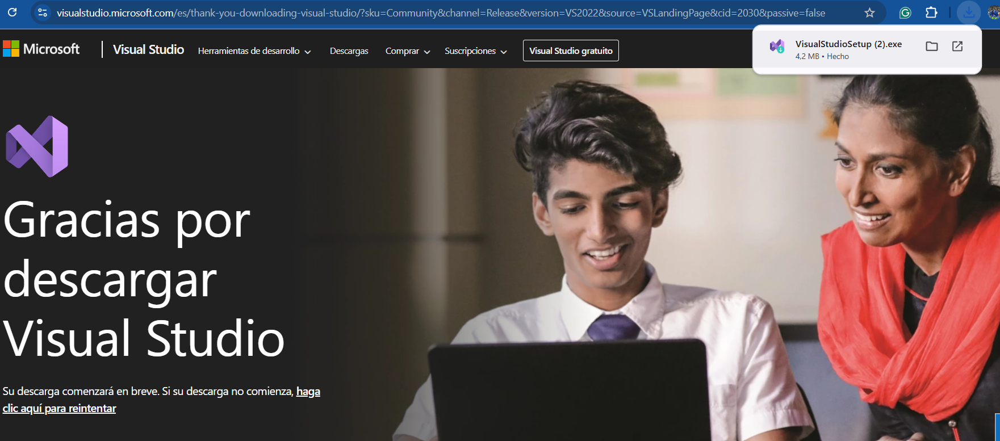 visualstudio.microsoft.com/es/thank-you-downloading-visual-studio/?sku=Community&channel=Release&version=VS2022&source=VSLandingPage&cid=2030&passive=false
VisualStudioSetup (2).exe
4,2 MB • Hecho
Microsoft
Visual Studio
Herramientas de desarrollo
Descargas
Comprar
Suscripciones
Visual Studio gratuito
Gracias por
descargar
Visual Studio
Su descarga comenzará en breve. Si su descarga no comienza, haga
clic aquí para reintentar